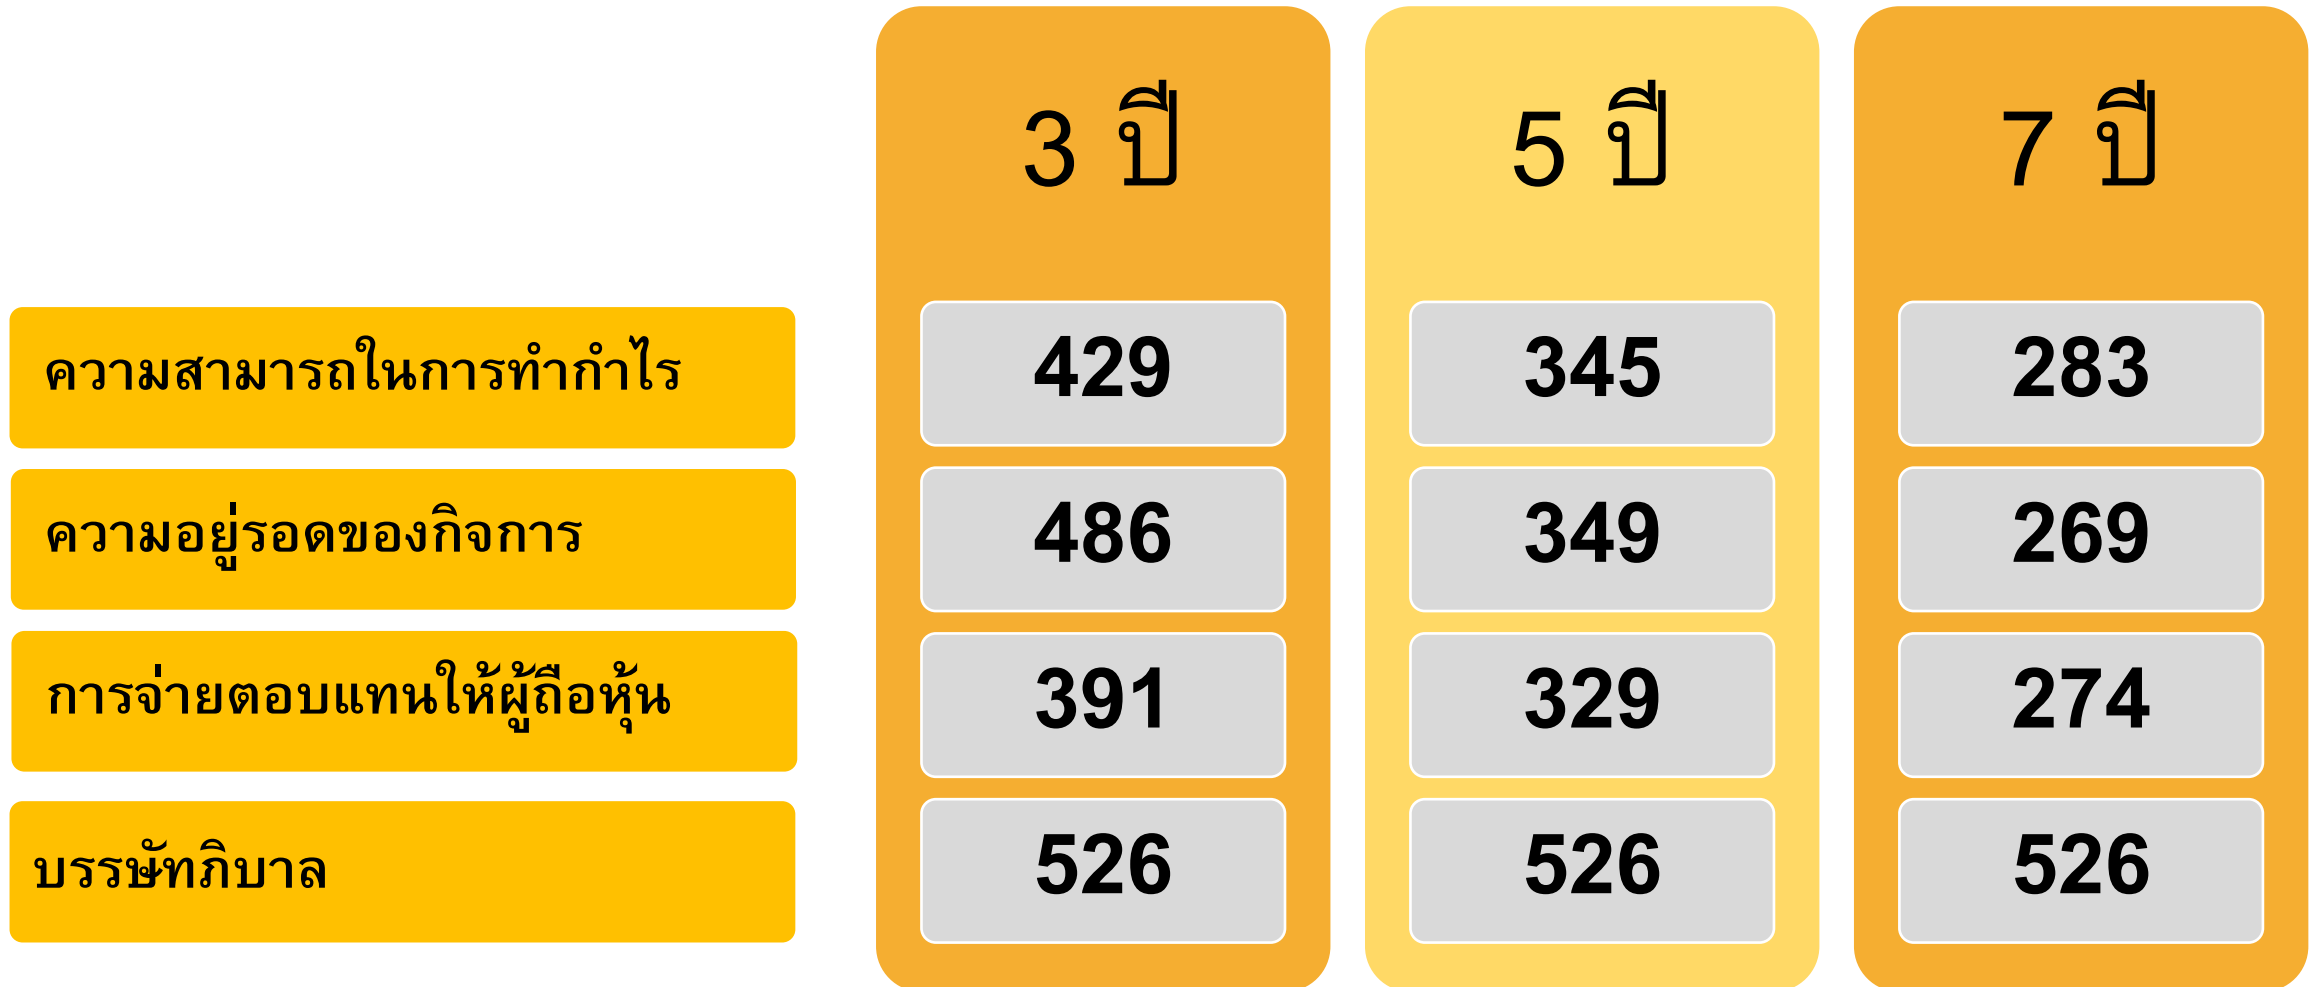 3 ปี 5 ปี 7 ปี
ความสามารถในการทำกำไร 429 345 283
ความอยู่รอดของกิจการ 486 349 269
การจ่ายตอบแทนให้ผู้ถือหุ้น 391 329 274
บรรษัทภิบาล 526 526 526